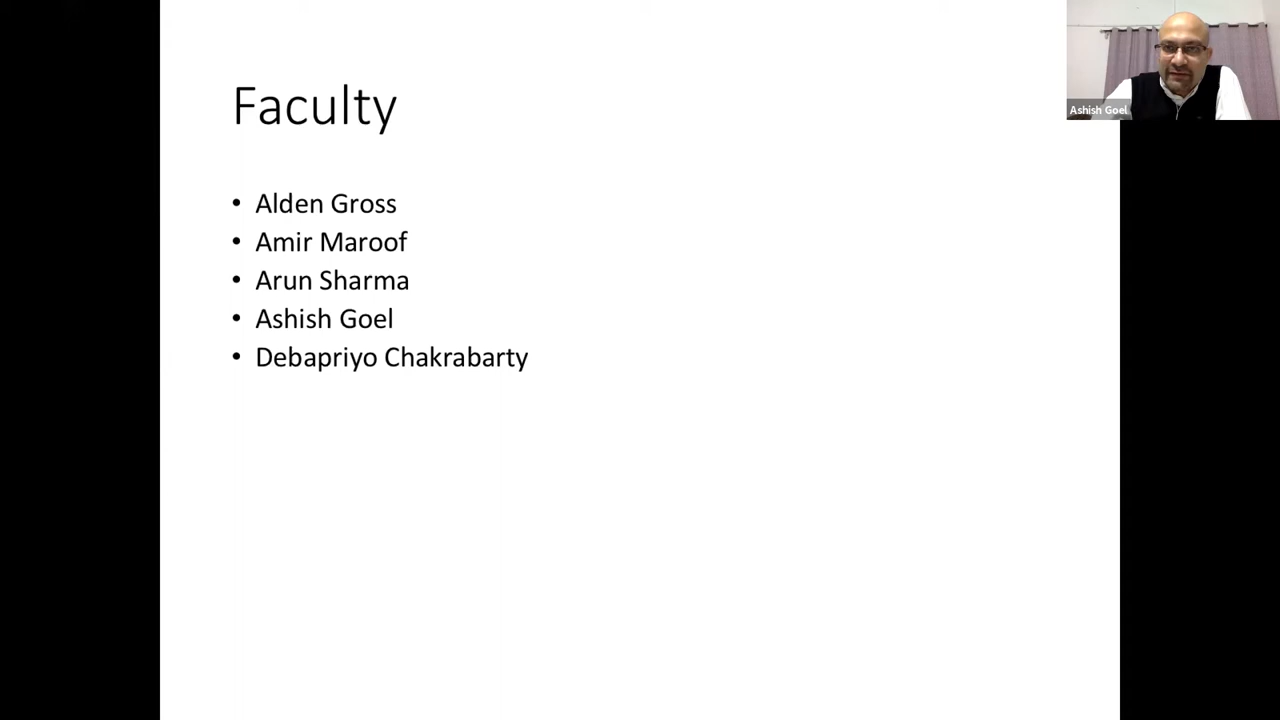 Faculty
• Alden Gross
• Amir Maroof
• Arun Sharma
• Ashish Goel
• Debapriyo Chakrabarty
Ashish Goel